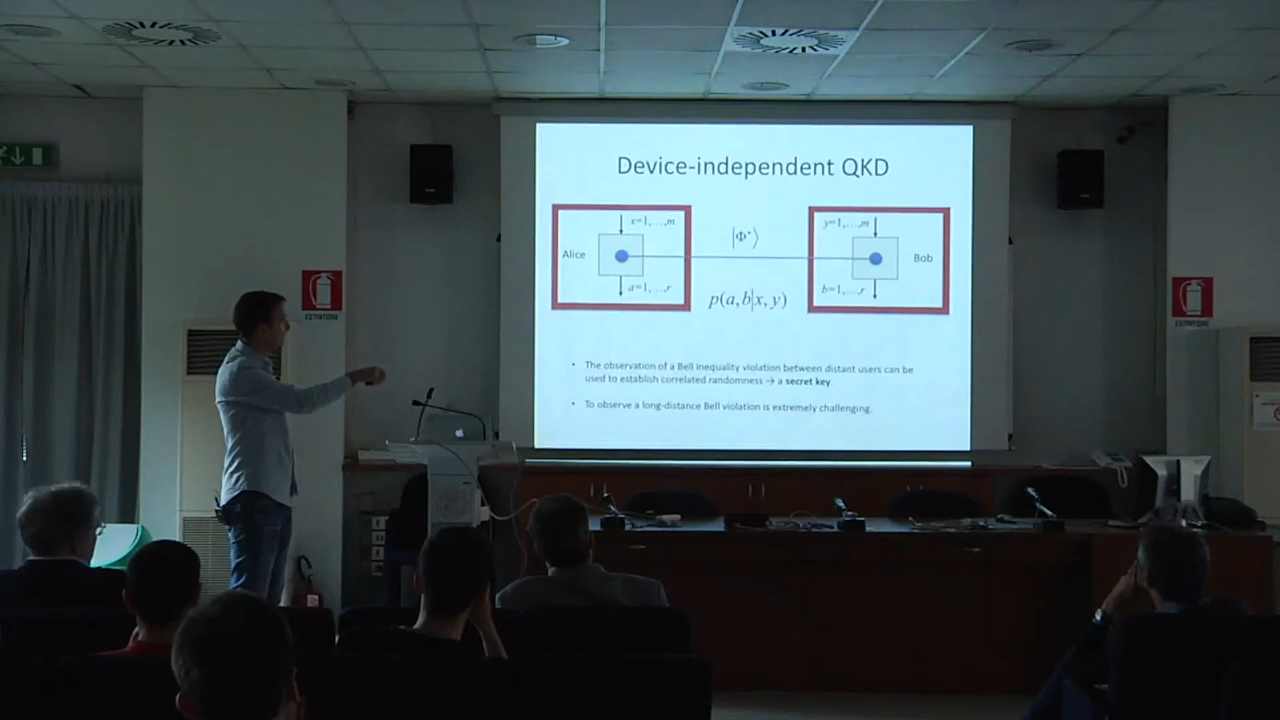 Device-independent QKD
x=1,…,m
y=1,…,m
|Φ⁺⟩
Alice
Bob
a=1,…,r
b=1,…,r
p(a,b|x,y)
• The observation of a Bell inequality violation between distant users can be
used to establish correlated randomness → a secret key.
• To observe a long-distance Bell violation is extremely challenging.
ESTINTORE
ESTINTORE